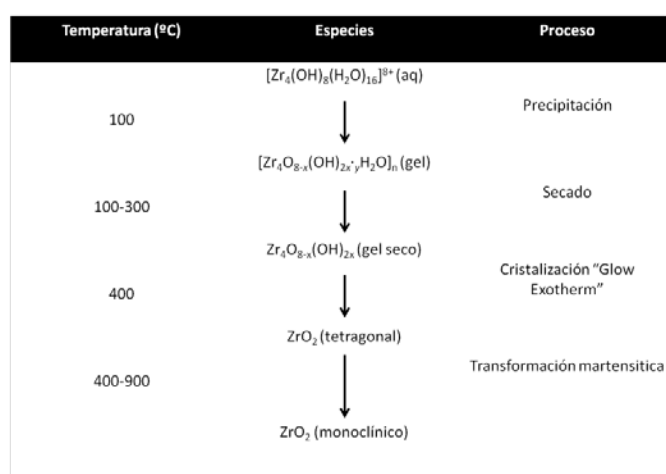 Temperatura (ºC) Especies Proceso
[Zr₄(OH)₈(H₂O)₁₆]⁸⁺ (aq)
Precipitación
100
[Zr₄O₈₋ₓ(OH)₂ₓ·yH₂O]ₙ (gel)
Secado
100-300
Zr₄O₈₋ₓ(OH)₂ₓ (gel seco)
Cristalización “Glow
Exotherm”
400
ZrO₂ (tetragonal)
Transformación martensitica
400-900
ZrO₂ (monoclínico)